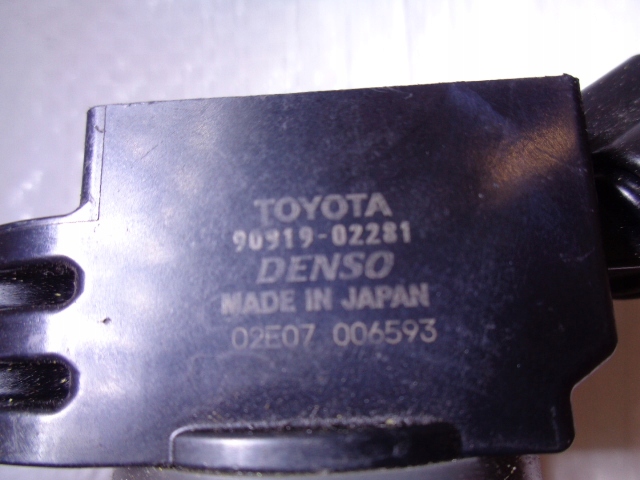 TOYOTA
90919-02281
DENSO
MADE IN JAPAN
02E07 006593